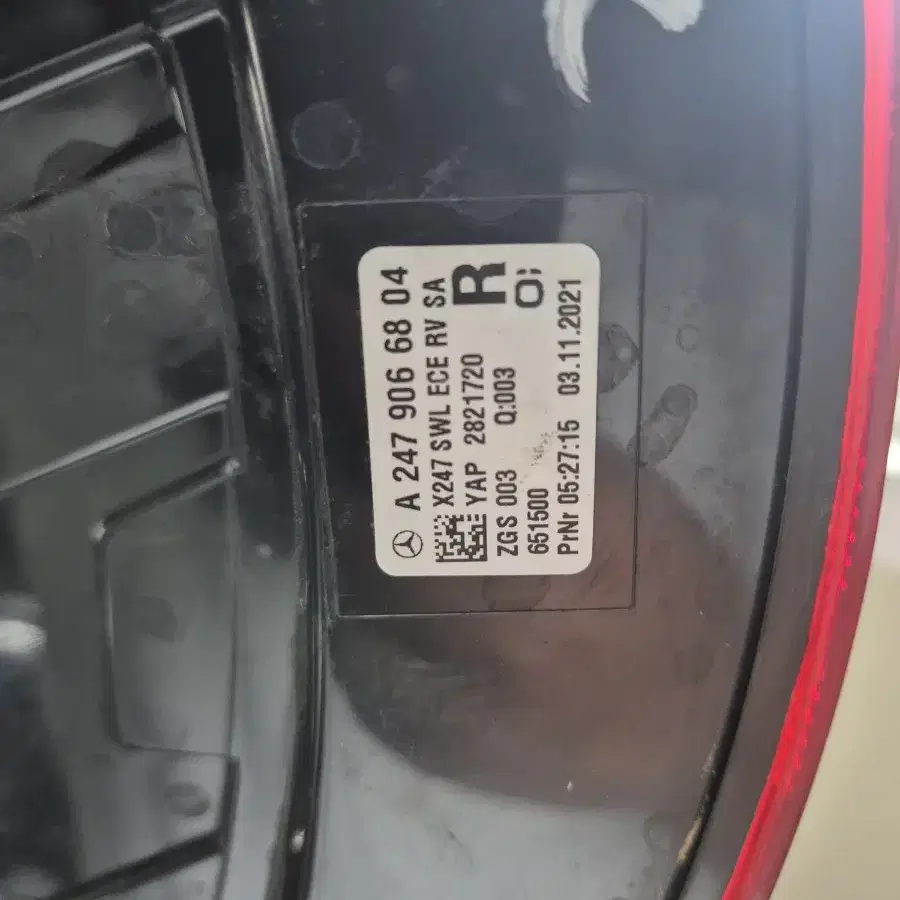 A 247 906 68 04
X247 SWL ECE RV SA
YAP 2821720
R
ZGS 003 Q:003
651500
PrNr 05:27:15 03.11.2021